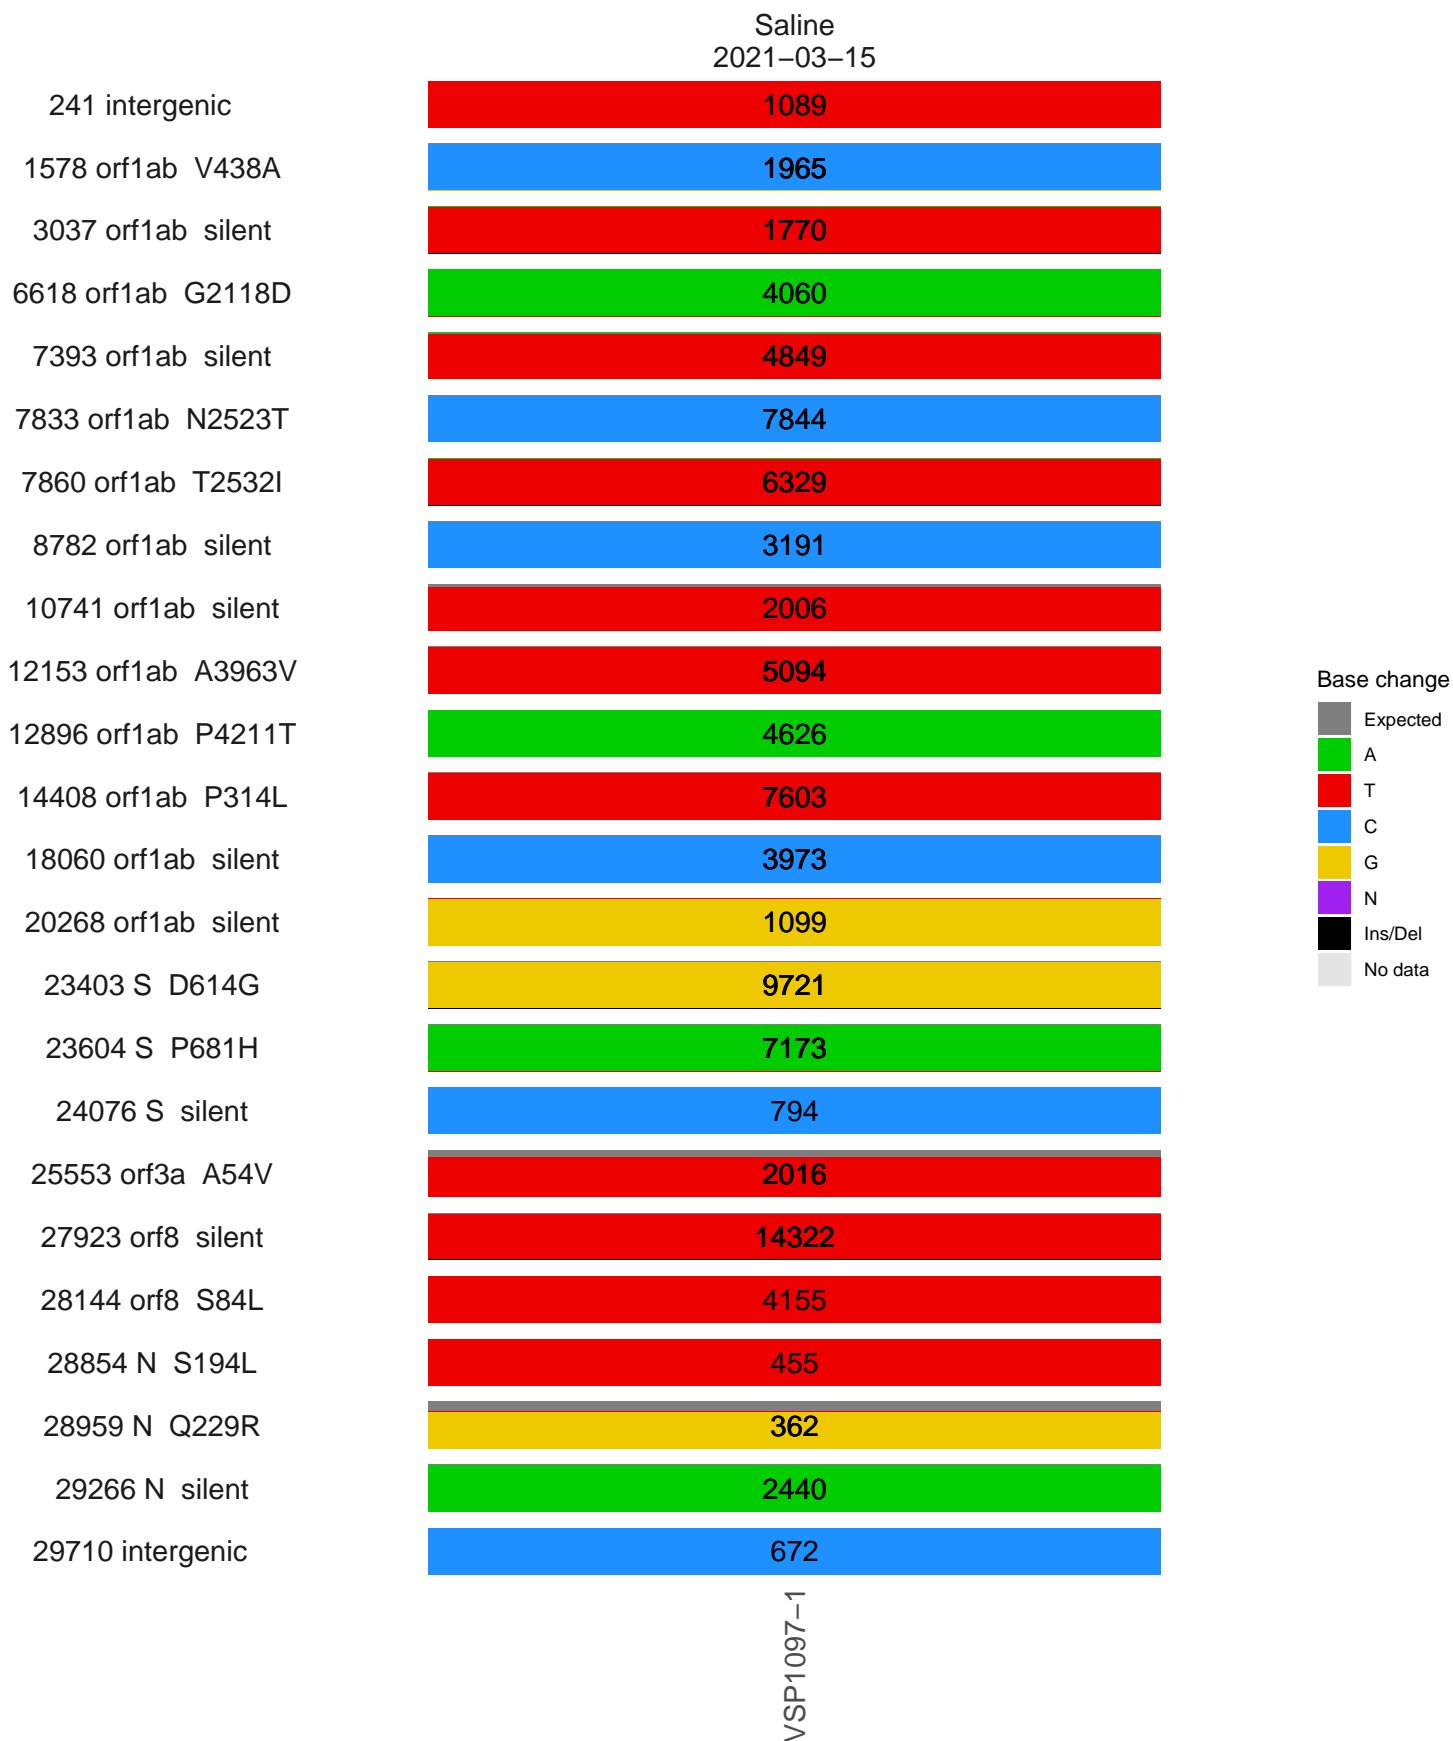 Saline
2021−03−15
241 intergenic 1089
1578 orf1ab V438A 1965
3037 orf1ab silent 1770
6618 orf1ab G2118D 4060
7393 orf1ab silent 4849
7833 orf1ab N2523T 7844
7860 orf1ab T2532I 6329
8782 orf1ab silent 3191
10741 orf1ab silent 2006
12153 orf1ab A3963V 5094
12896 orf1ab P4211T 4626
14408 orf1ab P314L 7603
18060 orf1ab silent 3973
20268 orf1ab silent 1099
23403 S D614G 9721
23604 S P681H 7173
24076 S silent 794
25553 orf3a A54V 2016
27923 orf8 silent 14322
28144 orf8 S84L 4155
28854 N S194L 455
28959 N Q229R 362
29266 N silent 2440
29710 intergenic 672
VSP1097−1
Base change
Expected
A
T
C
G
N
Ins/Del
No data